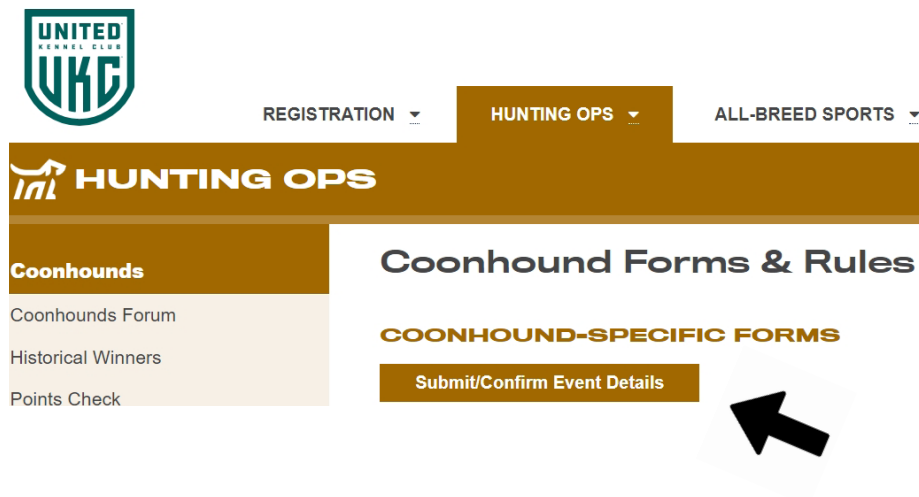 UNITED
KENNEL CLUB
UKC
REGISTRATION
HUNTING OPS
ALL-BREED SPORTS
HUNTING OPS
Coonhounds
Coonhound Forms & Rules
Coonhounds Forum
COONHOUND-SPECIFIC FORMS
Historical Winners
Submit/Confirm Event Details
Points Check